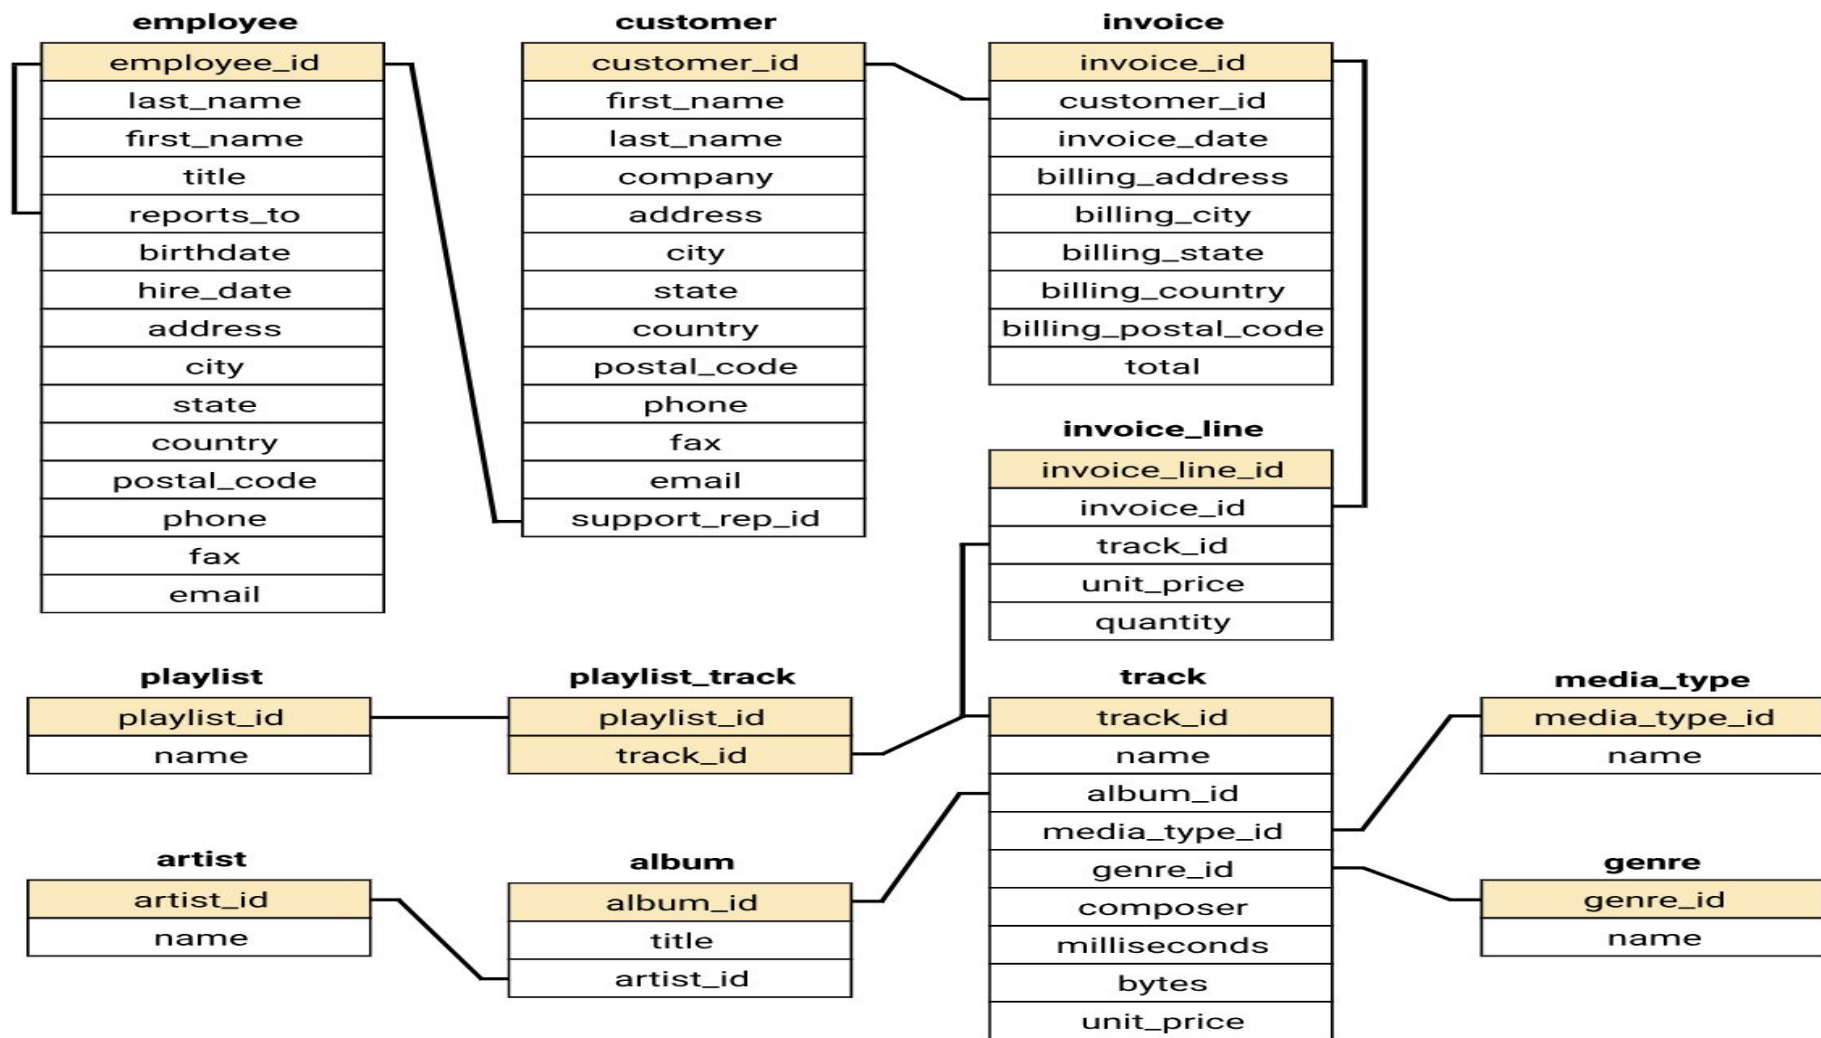 employee
employee_id
last_name
first_name
title
reports_to
birthdate
hire_date
address
city
state
country
postal_code
phone
fax
email
customer
customer_id
first_name
last_name
company
address
city
state
country
postal_code
phone
fax
email
support_rep_id
invoice
invoice_id
customer_id
invoice_date
billing_address
billing_city
billing_state
billing_country
billing_postal_code
total
invoice_line
invoice_line_id
invoice_id
track_id
unit_price
quantity
playlist
playlist_id
name
playlist_track
playlist_id
track_id
track
track_id
name
album_id
media_type_id
genre_id
composer
milliseconds
bytes
unit_price
media_type
media_type_id
name
artist
artist_id
name
album
album_id
title
artist_id
genre
genre_id
name